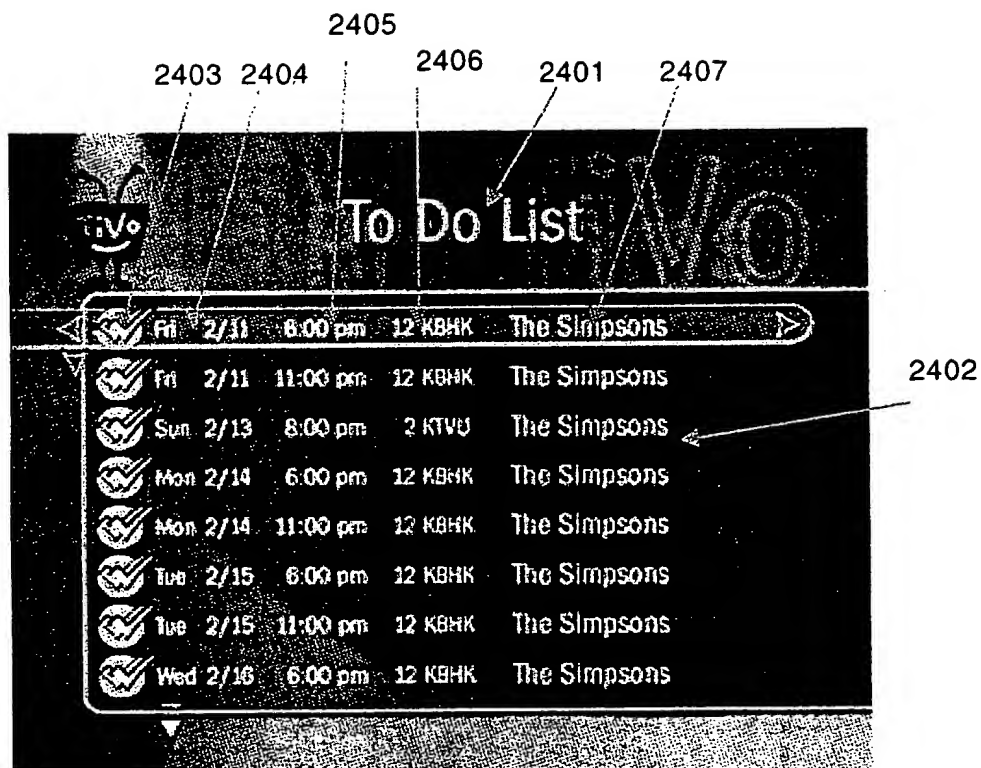 2405
2403 2404 2406 2401 2407
TiVo
To Do List
TiVo
Fri 2/11 6:00 pm 12 KBHK The Simpsons
2402
Fri 2/11 11:00 pm 12 KBHK The Simpsons
Sun 2/13 8:00 pm 2 KTVU The Simpsons
Mon 2/14 6:00 pm 12 KBHK The Simpsons
Mon 2/14 11:00 pm 12 KBHK The Simpsons
Tue 2/15 6:00 pm 12 KBHK The Simpsons
Tue 2/15 11:00 pm 12 KBHK The Simpsons
Wed 2/16 6:00 pm 12 KBHK The Simpsons